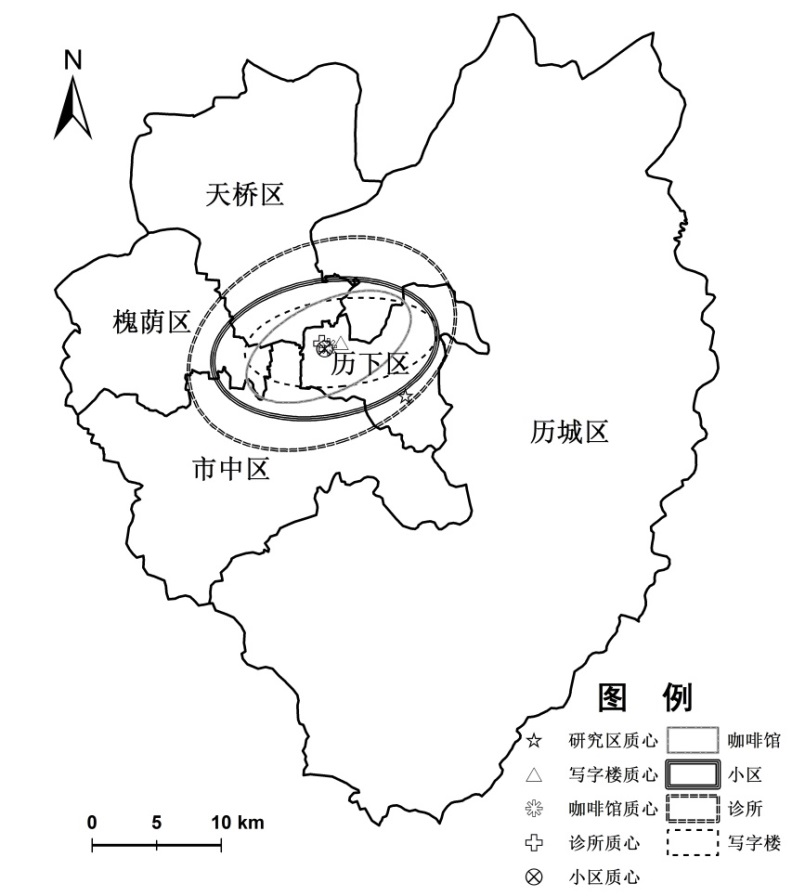 N
天桥区
槐荫区
历下区
历城区
市中区
图 例
研究区质心 咖啡馆
写字楼质心 小区
咖啡馆质心 诊所
诊所质心 写字楼
小区质心
0 5 10 km